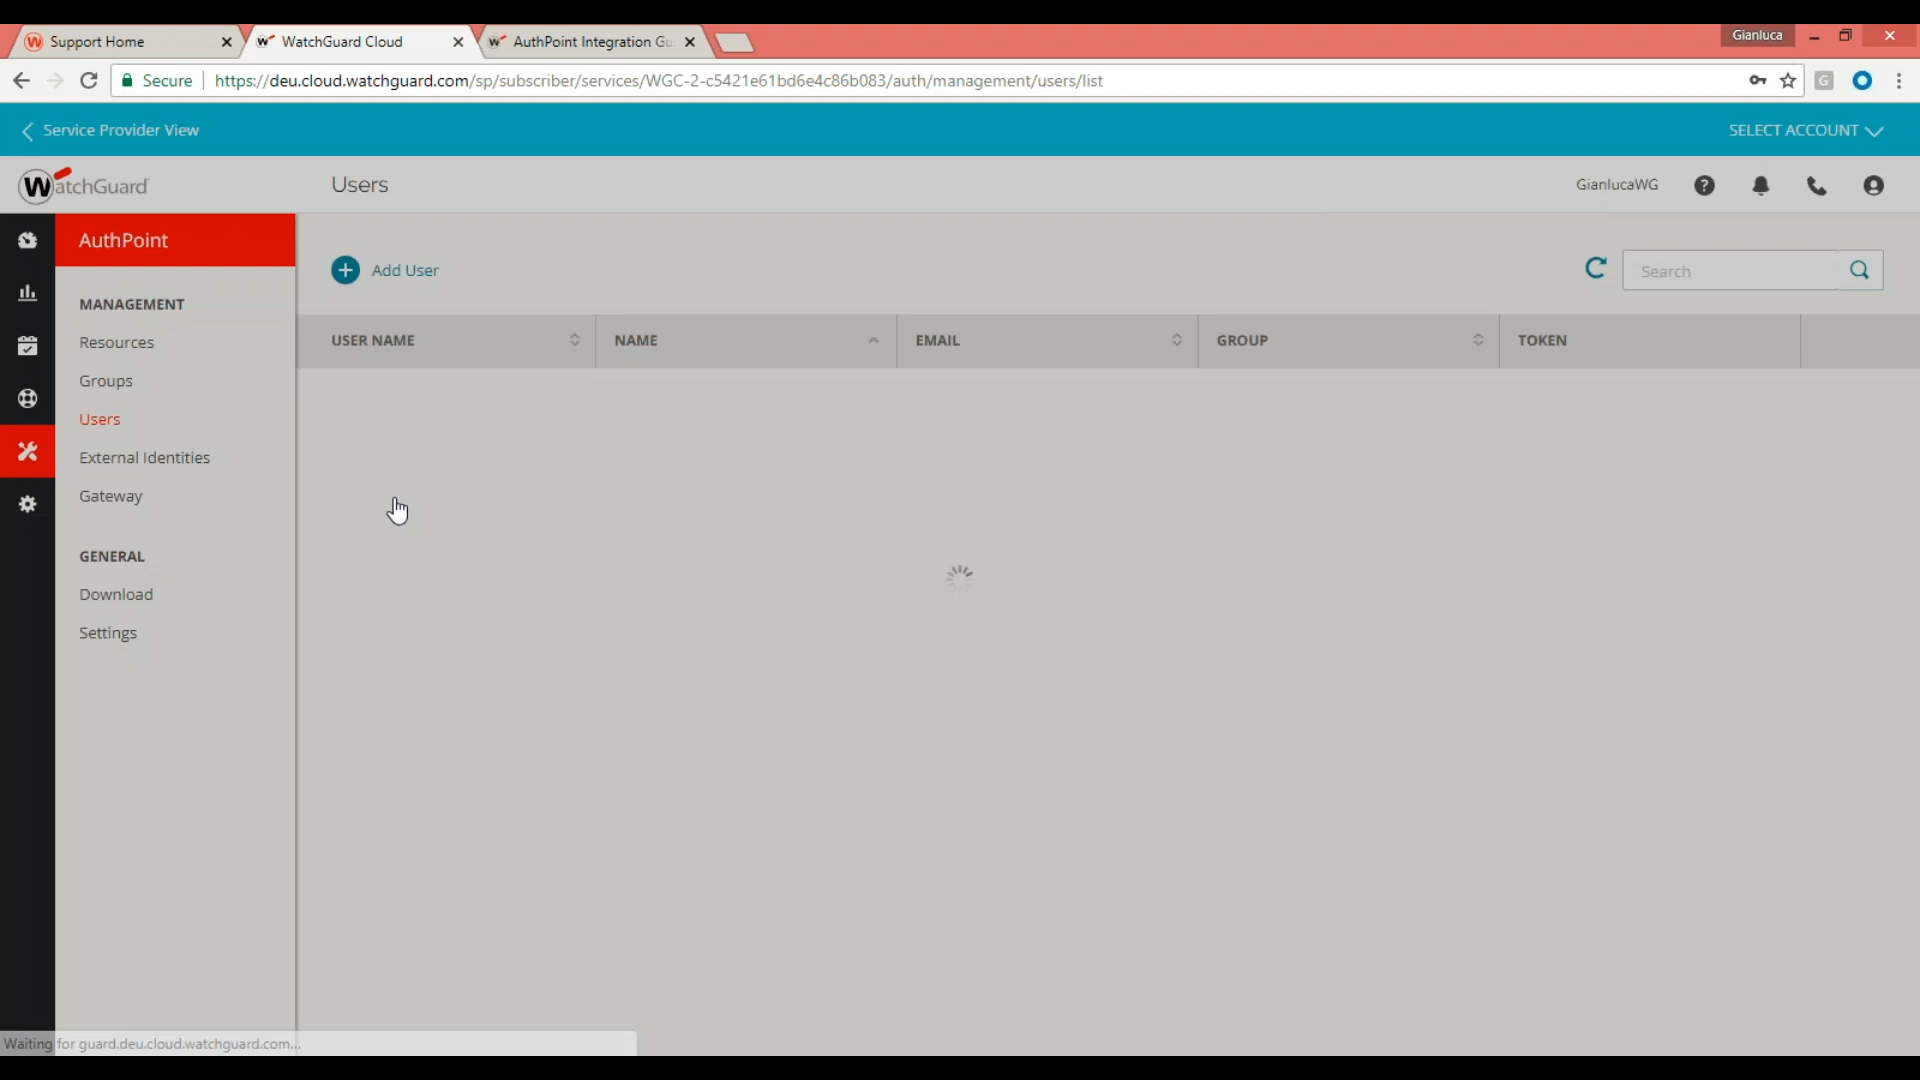 Support Home
WatchGuard Cloud
AuthPoint Integration Gu
Gianluca
Secure
https://deu.cloud.watchguard.com/sp/subscriber/services/WGC-2-c5421e61bd6e4c86b083/auth/management/users/list
Service Provider View
SELECT ACCOUNT
WatchGuard
Users
GianlucaWG
AuthPoint
Add User
Search
MANAGEMENT
Resources
Groups
Users
External Identities
Gateway
GENERAL
Download
Settings
USER NAME
NAME
EMAIL
GROUP
TOKEN
Waiting for guard.deu.cloud.watchguard.com...